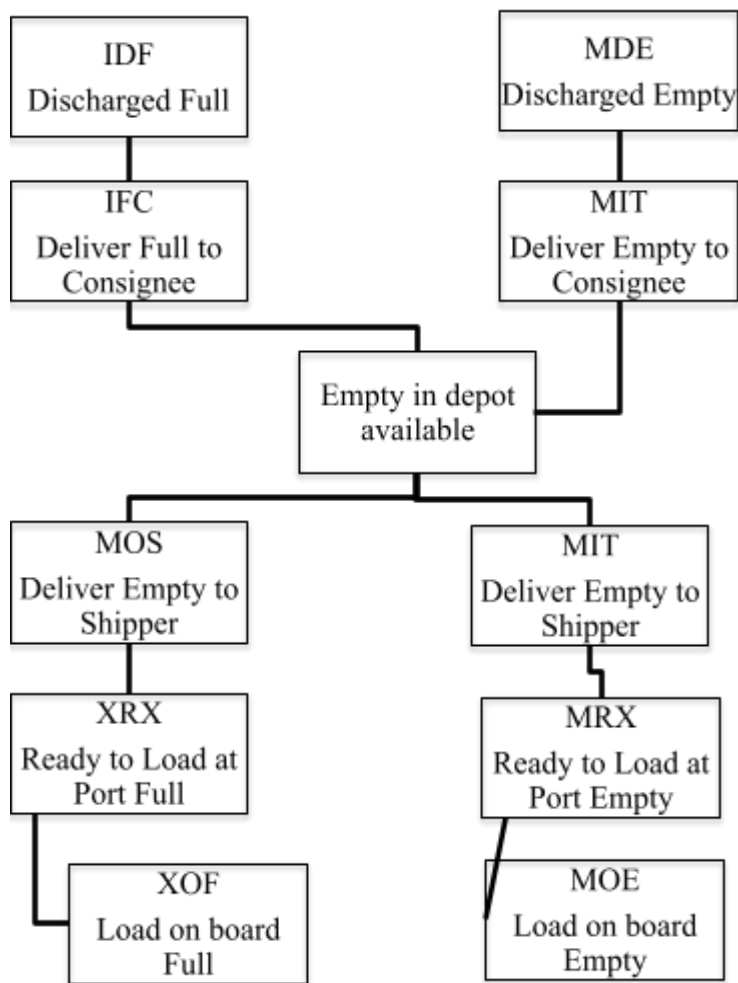 IDF
Discharged Full
MDE
Discharged Empty
IFC
Deliver Full to
Consignee
MIT
Deliver Empty to
Consignee
Empty in depot
available
MOS
Deliver Empty to
Shipper
MIT
Deliver Empty to
Shipper
XRX
Ready to Load at
Port Full
MRX
Ready to Load at
Port Empty
XOF
Load on board
Full
MOE
Load on board
Empty